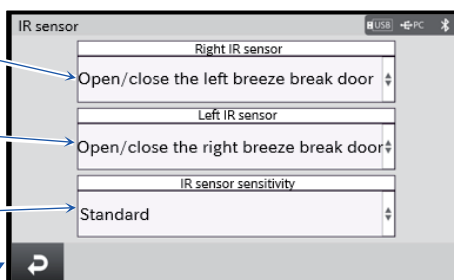 IR sensor
USB PC
Right IR sensor
Open/close the left breeze break door
Left IR sensor
Open/close the right breeze break door
IR sensor sensitivity
Standard